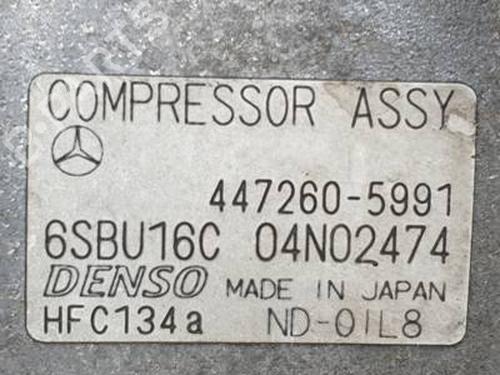 COMPRESSOR ASSY
447260-5991
6SBU16C 04N02474
DENSO MADE IN JAPAN
HFC134a ND-OIL8